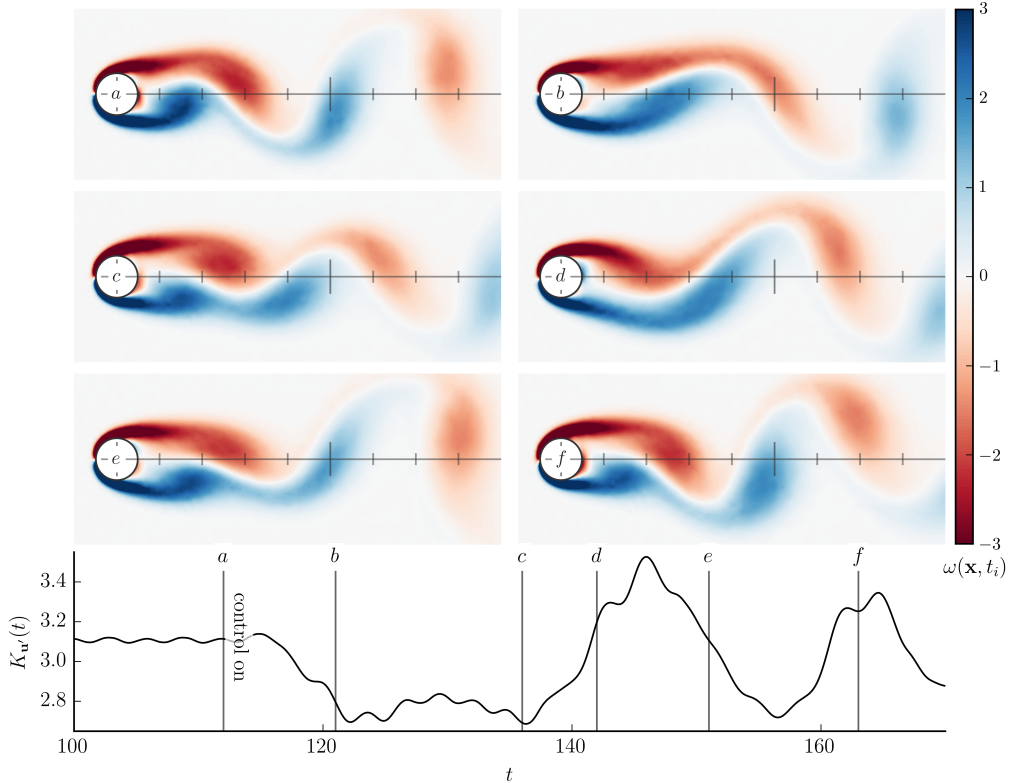 a
b
3
2
1
c
d
0
−1
e
f
−2
−3
a
b
c
d
e
f
ω(x, tᵢ)
3.4
3.2
3.0
2.8
K_u′(t)
control on
100
120
140
160
t